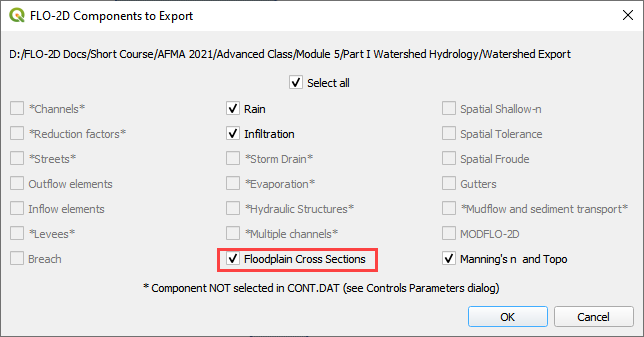 FLO-2D Components to Export
D:/FLO-2D Docs/Short Course/AFMA 2021/Advanced Class/Module 5/Part I Watershed Hydrology/Watershed Export
Select all
*Channels* Rain Spatial Shallow-n
*Reduction factors* Infiltration Spatial Tolerance
*Streets* *Storm Drain* Spatial Froude
Outflow elements *Evaporation* Gutters
Inflow elements *Hydraulic Structures* *Mudflow and sediment transport*
*Levees* *Multiple channels* MODFLO-2D
Breach Floodplain Cross Sections Manning's n and Topo
* Component NOT selected in CONT.DAT (see Controls Parameters dialog)
OK Cancel